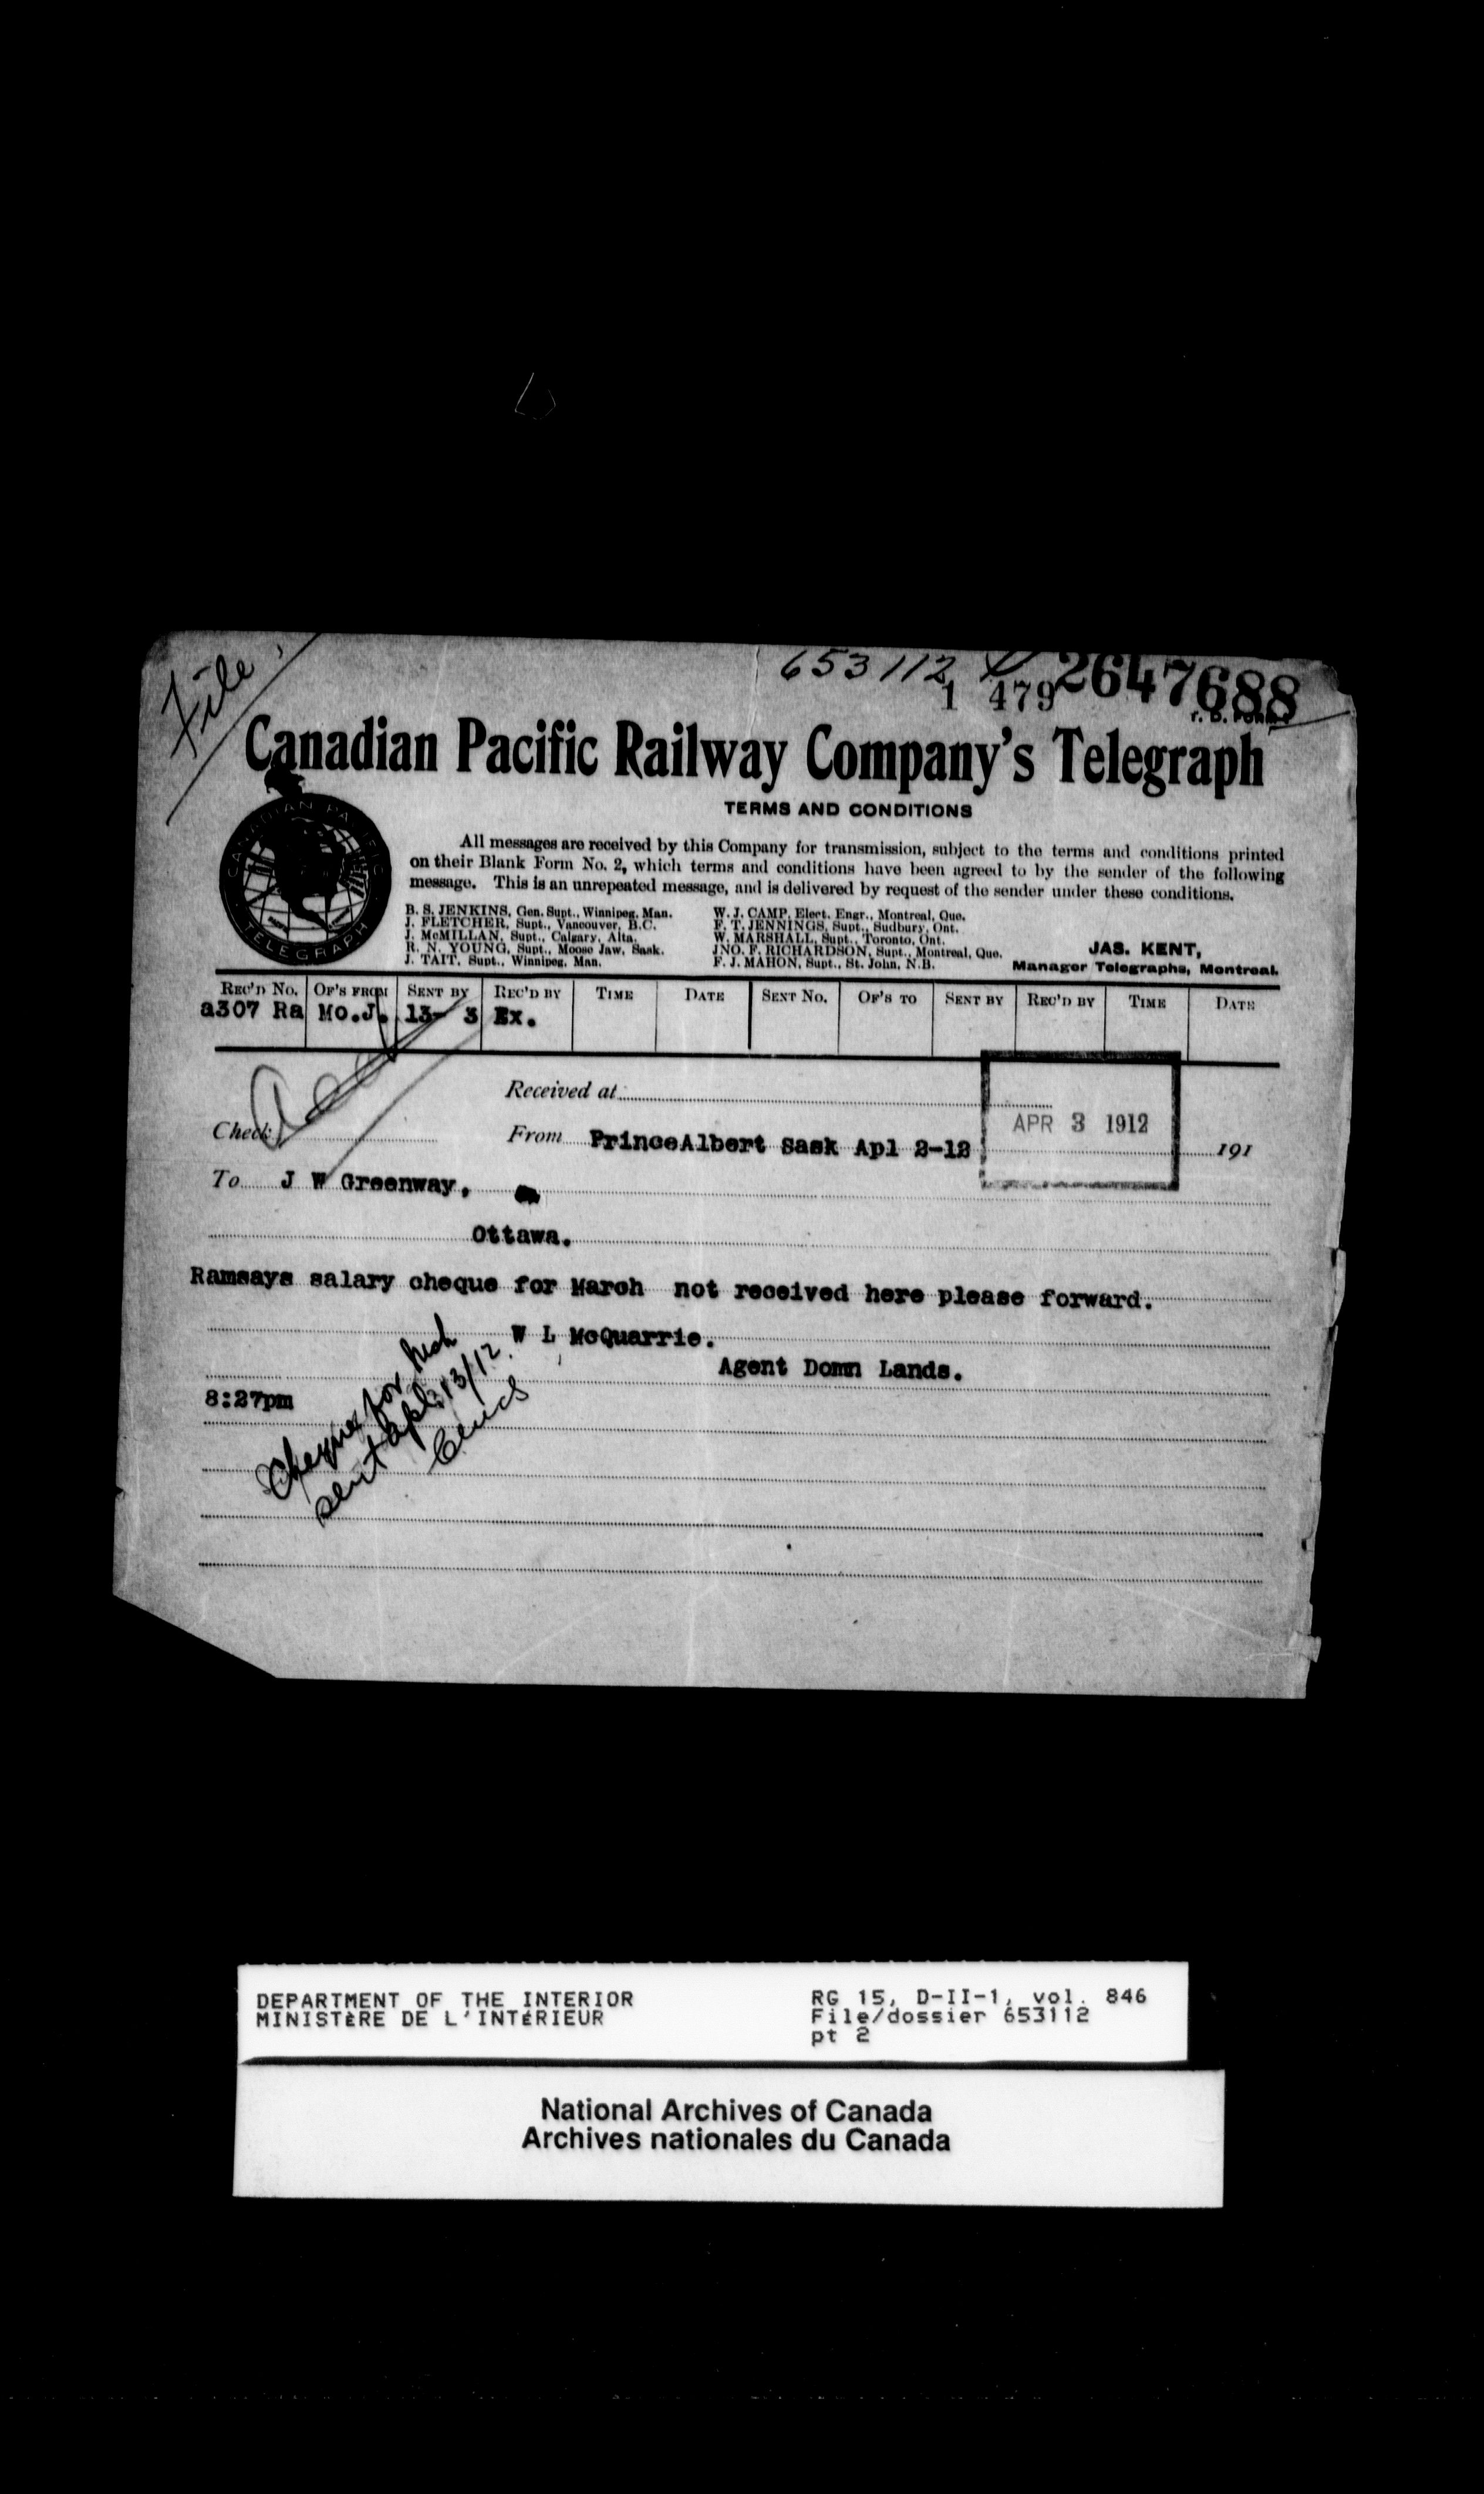 File
653112
1 479
2647688
T. D. FORM 1
Canadian Pacific Railway Company's Telegraph
TERMS AND CONDITIONS
CANADIAN PACIFIC
TELEGRAPH
All messages are received by this Company for transmission, subject to the terms and conditions printed
on their Blank Form No. 2, which terms and conditions have been agreed to by the sender of the following
message. This is an unrepeated message, and is delivered by request of the sender under these conditions.
B. S. JENKINS, Gen. Supt., Winnipeg, Man.
J. FLETCHER, Supt., Vancouver, B.C.
J. McMILLAN, Supt., Calgary, Alta.
R. N. YOUNG, Supt., Moose Jaw, Sask.
J. TAIT, Supt., Winnipeg, Man.
W. J. CAMP, Elect. Engr., Montreal, Que.
F. T. JENNINGS, Supt., Sudbury, Ont.
W. MARSHALL, Supt., Toronto, Ont.
JNO. F. RICHARDSON, Supt., Montreal, Que.
F. J. MAHON, Supt., St. John, N.B.
JAS. KENT,
Manager Telegraphs, Montreal.
REC'D NO. OF'S FROM SENT BY REC'D BY TIME DATE SENT NO. OF'S TO SENT BY REC'D BY TIME DATE
a307 Ra Mo.J. 13- 3 Ex.
Received at
APR 3 1912
Check
From PrinceAlbert Sask Apl 2-12 191
To J W Greenway,
Ottawa.
Ramsays salary cheque for March not received here please forward.
W L McQuarrie.
Agent Domn Lands.
8:27pm
Cheque for Mch
sent Apl 3/12
DEPARTMENT OF THE INTERIOR
MINISTÈRE DE L'INTÉRIEUR
RG 15, D-II-1, vol. 846
File/dossier 653112
pt 2
National Archives of Canada
Archives nationales du Canada